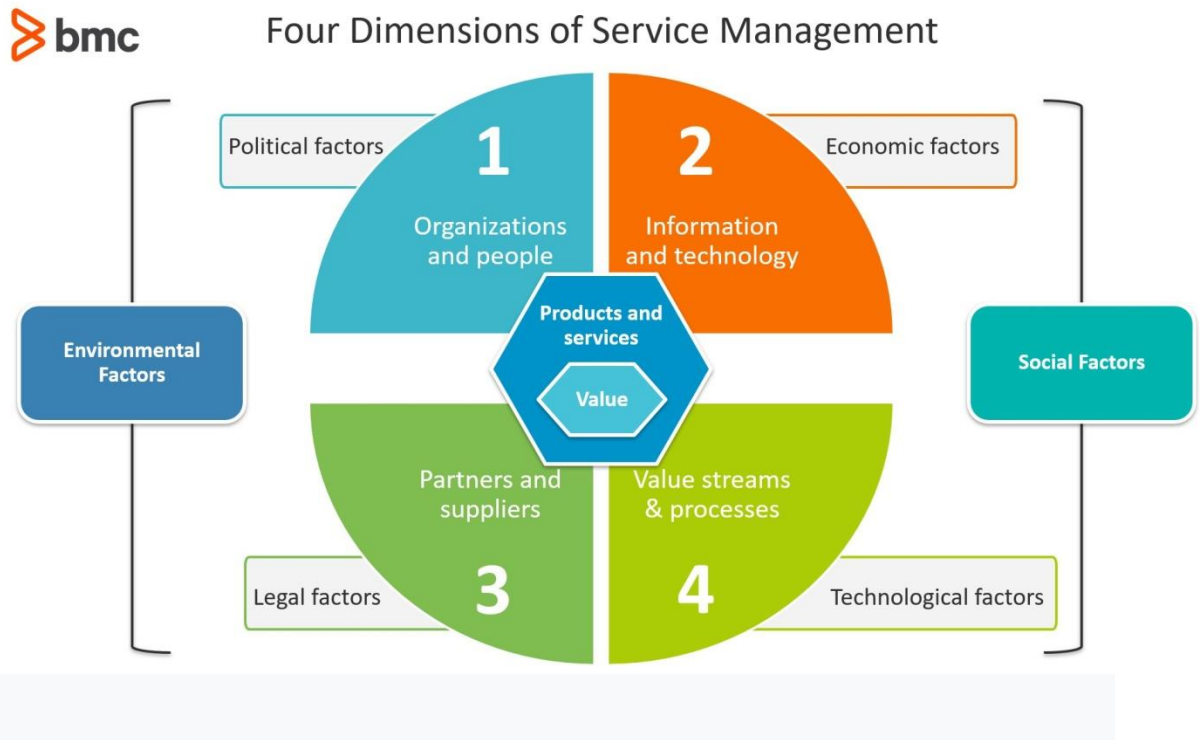 bmc
Four Dimensions of Service Management
Political factors
1
Organizations
and people
2
Information
and technology
Economic factors
Environmental
Factors
Products and
services
Value
Social Factors
Partners and
suppliers
3
Legal factors
Value streams
& processes
4
Technological factors